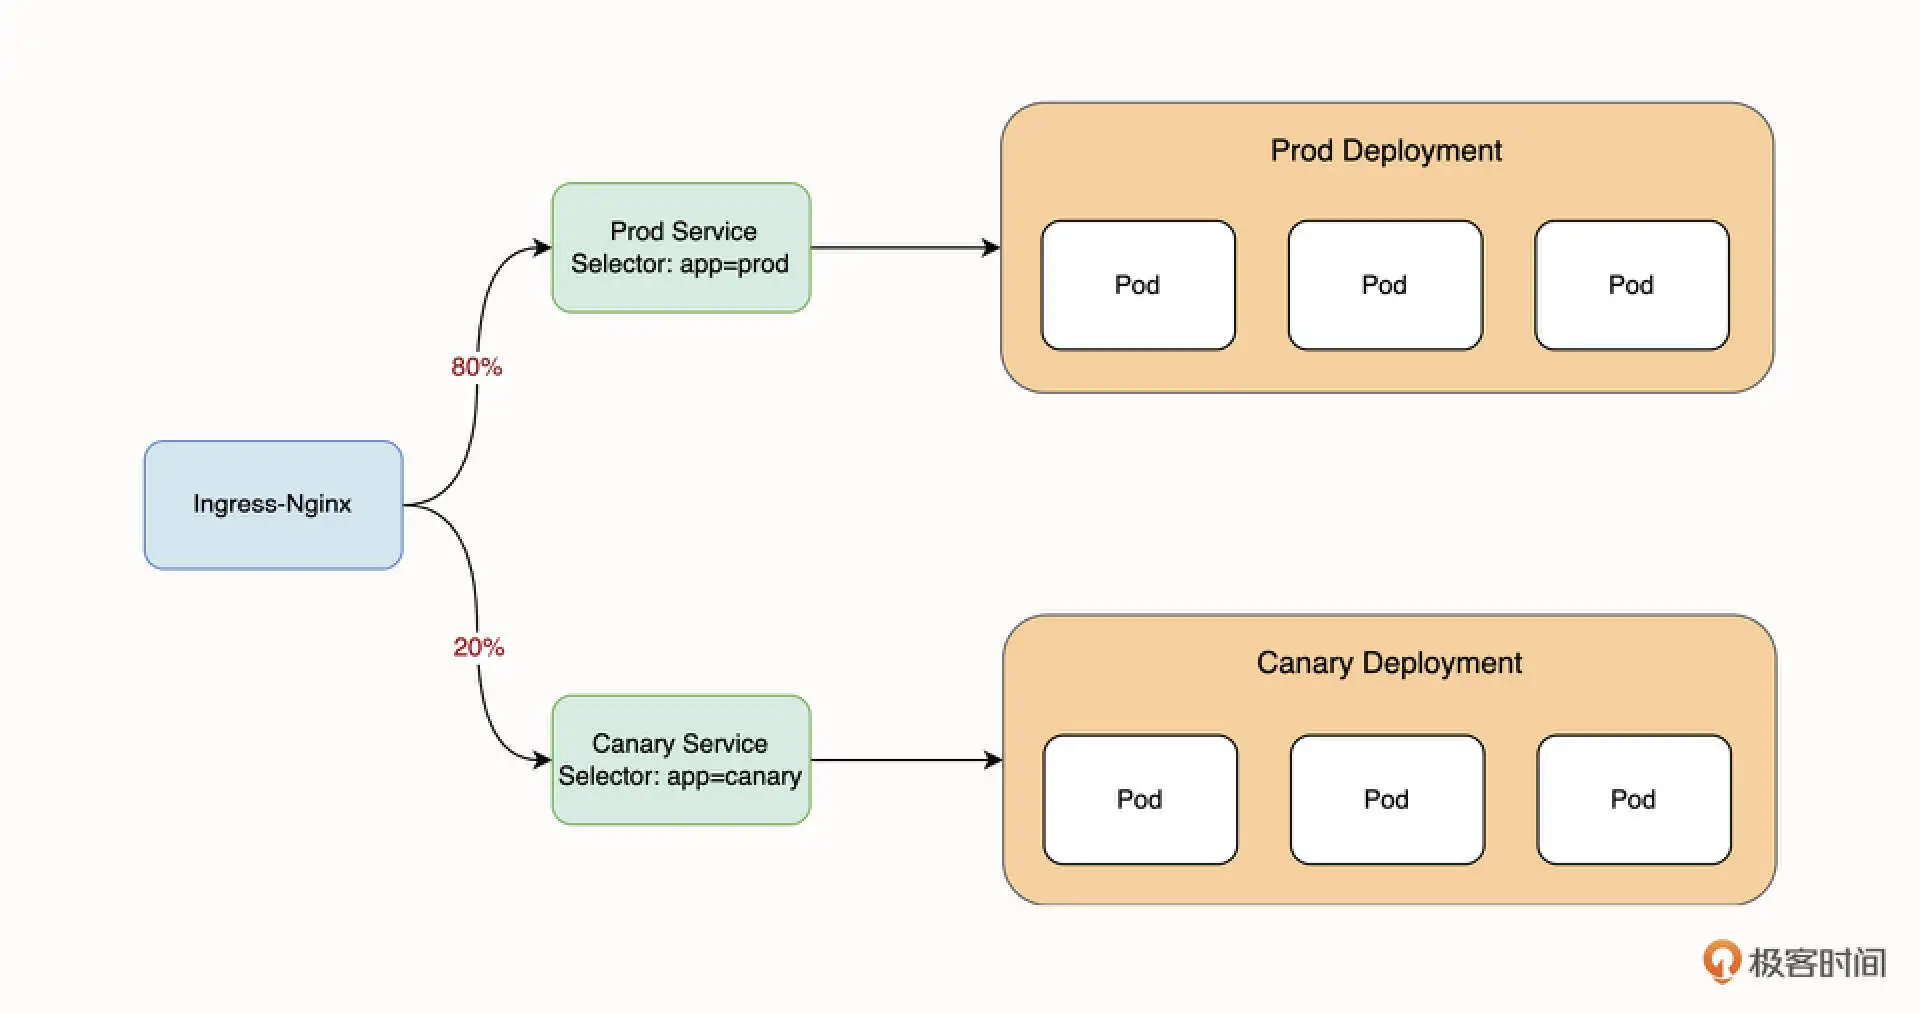 Prod Deployment
Prod Service
Selector: app=prod
Pod
Pod
Pod
80%
Ingress-Nginx
20%
Canary Deployment
Canary Service
Selector: app=canary
Pod
Pod
Pod
极客时间